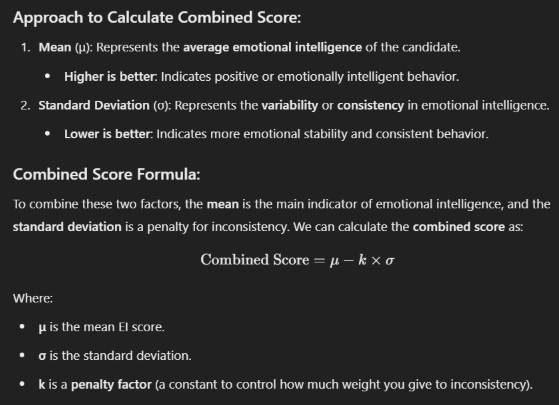 Approach to Calculate Combined Score:
1. Mean (μ): Represents the average emotional intelligence of the candidate.
• Higher is better: Indicates positive or emotionally intelligent behavior.
2. Standard Deviation (σ): Represents the variability or consistency in emotional intelligence.
• Lower is better: Indicates more emotional stability and consistent behavior.
Combined Score Formula:
To combine these two factors, the mean is the main indicator of emotional intelligence, and the
standard deviation is a penalty for inconsistency. We can calculate the combined score as:
Combined Score = μ − k × σ
Where:
• μ is the mean EI score.
• σ is the standard deviation.
• k is a penalty factor (a constant to control how much weight you give to inconsistency).